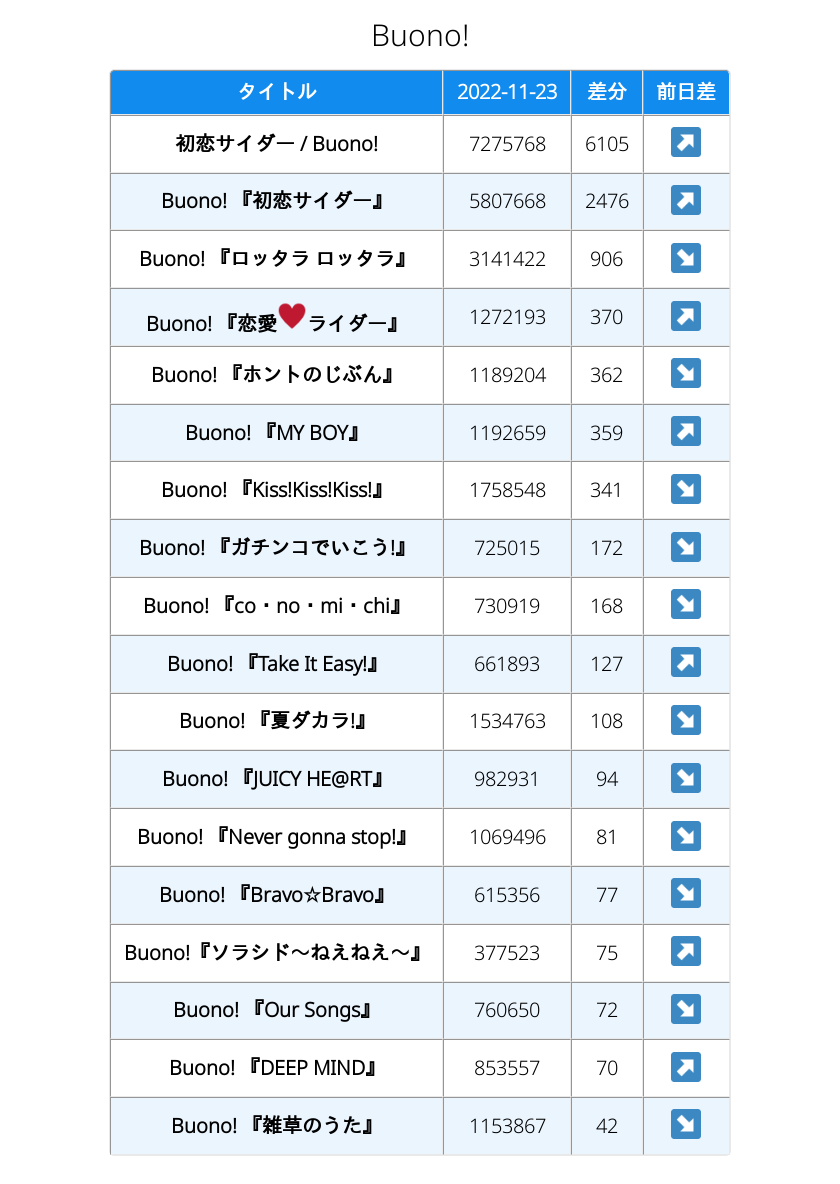 Buono!
タイトル 2022-11-23 差分 前日差
初恋サイダー / Buono! 7275768 6105 ↗
Buono! 『初恋サイダー』 5807668 2476 ↗
Buono! 『ロッタラ ロッタラ』 3141422 906 ↘
Buono! 『恋愛♥ライダー』 1272193 370 ↗
Buono! 『ホントのじぶん』 1189204 362 ↘
Buono! 『MY BOY』 1192659 359 ↗
Buono! 『Kiss!Kiss!Kiss!』 1758548 341 ↘
Buono! 『ガチンコでいこう!』 725015 172 ↘
Buono! 『co・no・mi・chi』 730919 168 ↘
Buono! 『Take It Easy!』 661893 127 ↗
Buono! 『夏ダカラ!』 1534763 108 ↘
Buono! 『JUICY HE@RT』 982931 94 ↘
Buono! 『Never gonna stop!』 1069496 81 ↘
Buono! 『Bravo☆Bravo』 615356 77 ↘
Buono!『ソラシド〜ねえねえ〜』 377523 75 ↗
Buono! 『Our Songs』 760650 72 ↘
Buono! 『DEEP MIND』 853557 70 ↗
Buono! 『雑草のうた』 1153867 42 ↘